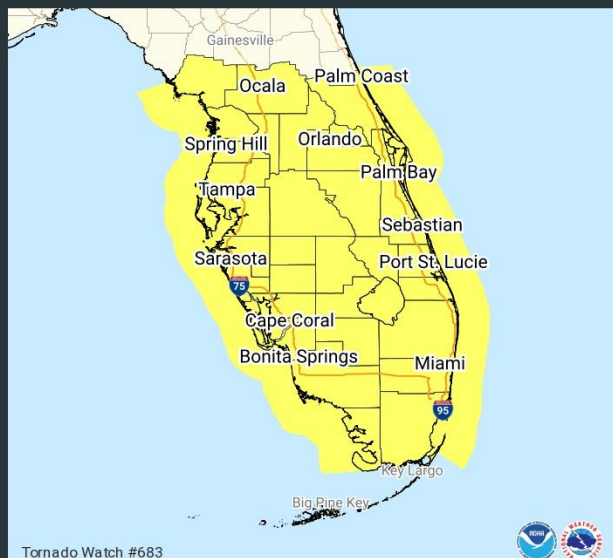 Gainesville
Palm Coast
Ocala
Spring Hill
Orlando
Palm Bay
Tampa
Sebastian
Sarasota
Port St. Lucie
75
Cape Coral
Bonita Springs
Miami
95
Key Largo
Big Pine Key
NOAA
Tornado Watch #683